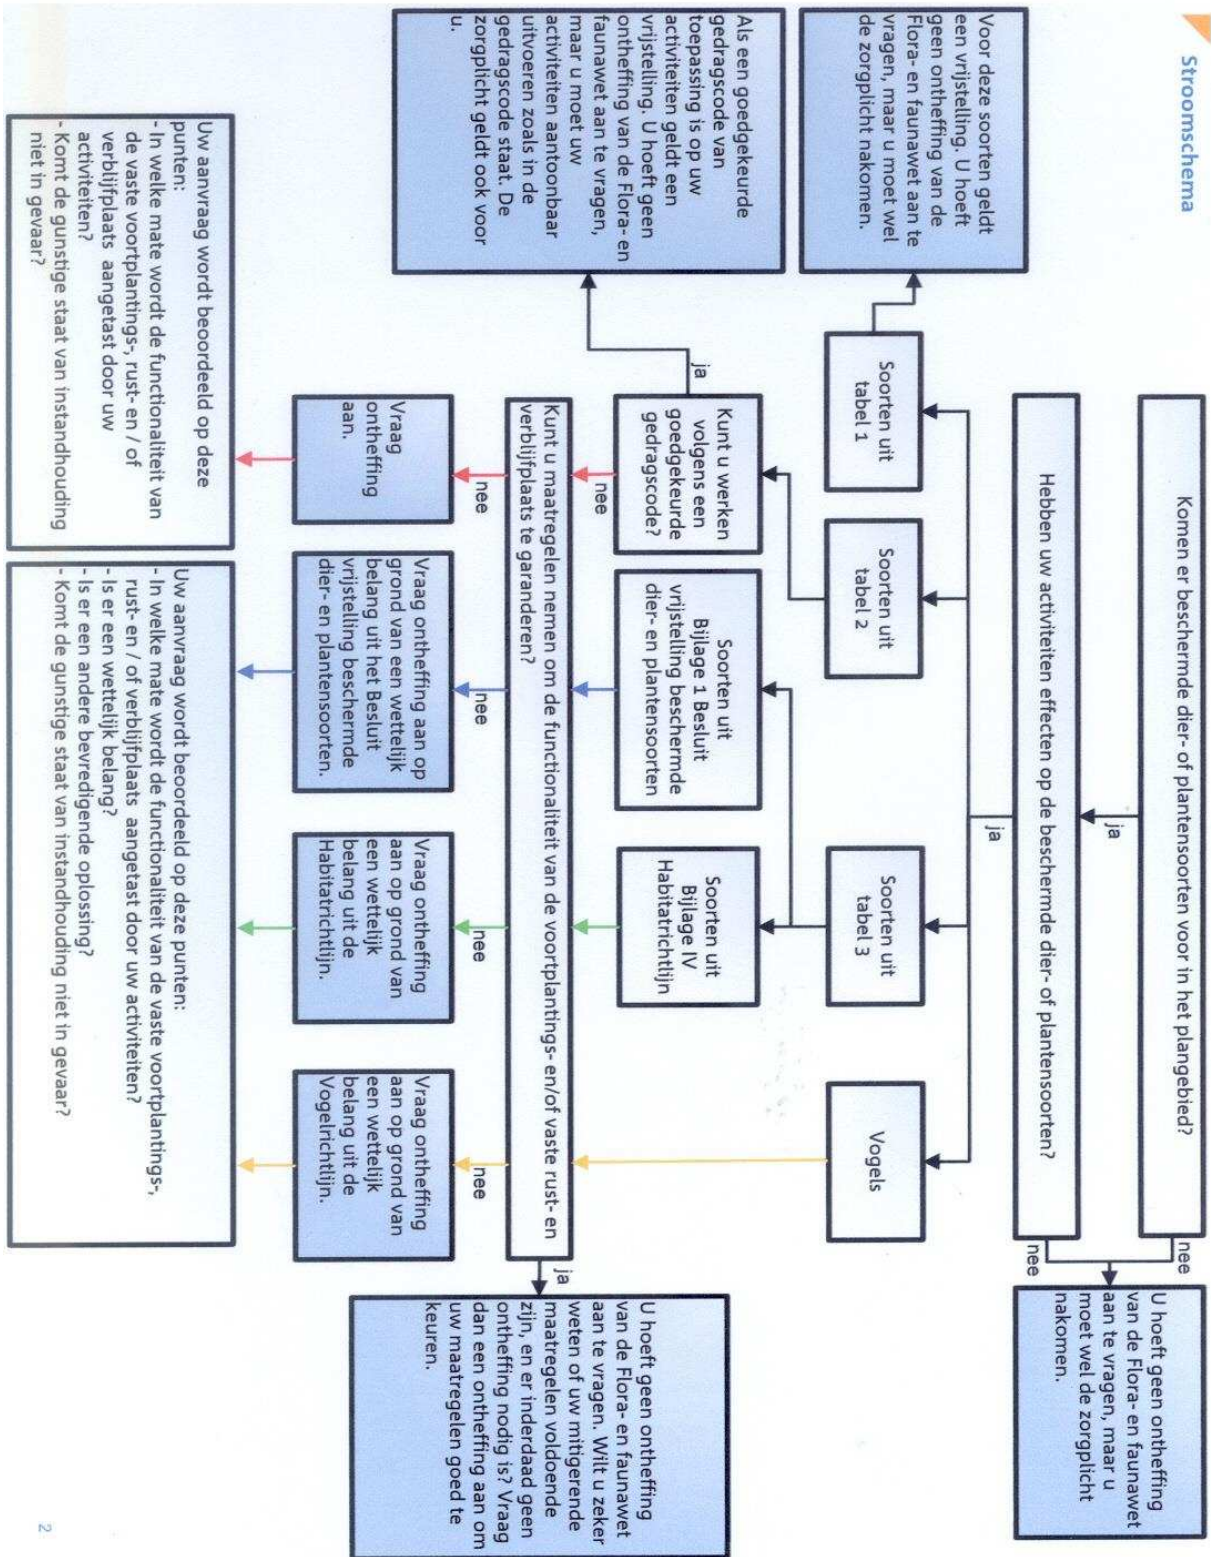 Stroomschema
Komen er beschermde dier- of plantensoorten voor in het plangebied?
nee
ja
U hoeft geen ontheffing
van de Flora- en faunawet
aan te vragen, maar u
moet wel de zorgplicht
nakomen.
Hebben uw activiteiten effecten op de beschermde dier- of plantensoorten?
nee
ja
Soorten uit
tabel 1
Soorten uit
tabel 2
Soorten uit
tabel 3
Vogels
Voor deze soorten geldt
een vrijstelling. U hoeft
geen ontheffing van de
Flora- en faunawet aan te
vragen, maar u moet wel
de zorgplicht nakomen.
Kunt u werken
volgens een
goedgekeurde
gedragscode?
ja
nee
Soorten uit
Bijlage 1 Besluit
vrijstelling beschermde
dier- en plantensoorten
Soorten uit
Bijlage IV
Habitatrichtlijn
Als een goedgekeurde
gedragscode van
toepassing is op uw
activiteiten geldt een
vrijstelling. U hoeft geen
ontheffing van de Flora- en
faunawet aan te vragen,
maar u moet uw
activiteiten aantoonbaar
uitvoeren zoals in de
gedragscode staat. De
zorgplicht geldt ook voor
u.
Kunt u maatregelen nemen om de functionaliteit van de voortplantings- en/of vaste rust- en
verblijfplaats te garanderen?
ja
nee
nee
nee
nee
U hoeft geen ontheffing
van de Flora- en faunawet
aan te vragen. Wilt u zeker
weten of uw mitigerende
maatregelen voldoende
zijn, en er inderdaad geen
ontheffing nodig is? Vraag
dan een ontheffing aan om
uw maatregelen goed te
keuren.
Vraag
ontheffing
aan.
Vraag ontheffing aan op
grond van een wettelijk
belang uit het Besluit
vrijstelling beschermde
dier- en plantensoorten.
Vraag ontheffing
aan op grond van
een wettelijk
belang uit de
Habitatrichtlijn.
Vraag ontheffing
aan op grond van
een wettelijk
belang uit de
Vogelrichtlijn.
Uw aanvraag wordt beoordeeld op deze
punten:
- In welke mate wordt de functionaliteit van
de vaste voortplantings-, rust- en / of
verblijfplaats aangetast door uw
activiteiten?
- Komt de gunstige staat van instandhouding
niet in gevaar?
Uw aanvraag wordt beoordeeld op deze punten:
- In welke mate wordt de functionaliteit van de vaste voortplantings-,
rust- en / of verblijfplaats aangetast door uw activiteiten?
- Is er een wettelijk belang?
- Is er een andere bevredigende oplossing?
- Komt de gunstige staat van instandhouding niet in gevaar?
2